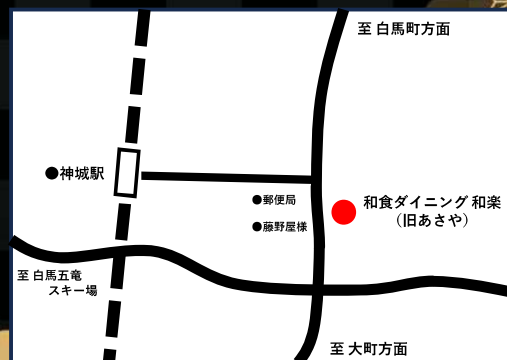 至 白馬町方面
●神城駅
●郵便局
和食ダイニング 和楽
（旧あさや）
●藤野屋様
至 白馬五竜
スキー場
至 大町方面